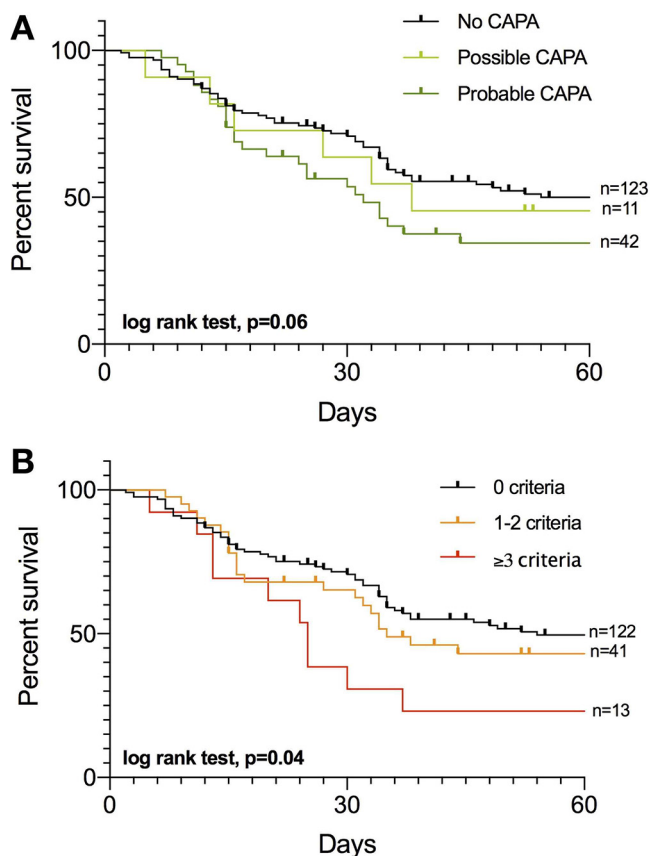 A
No CAPA
Possible CAPA
Probable CAPA
Percent survival
100
50
0
n=123
n=11
n=42
log rank test, p=0.06
0
30
60
Days
B
0 criteria
1-2 criteria
≥3 criteria
Percent survival
100
50
0
n=122
n=41
n=13
log rank test, p=0.04
0
30
60
Days